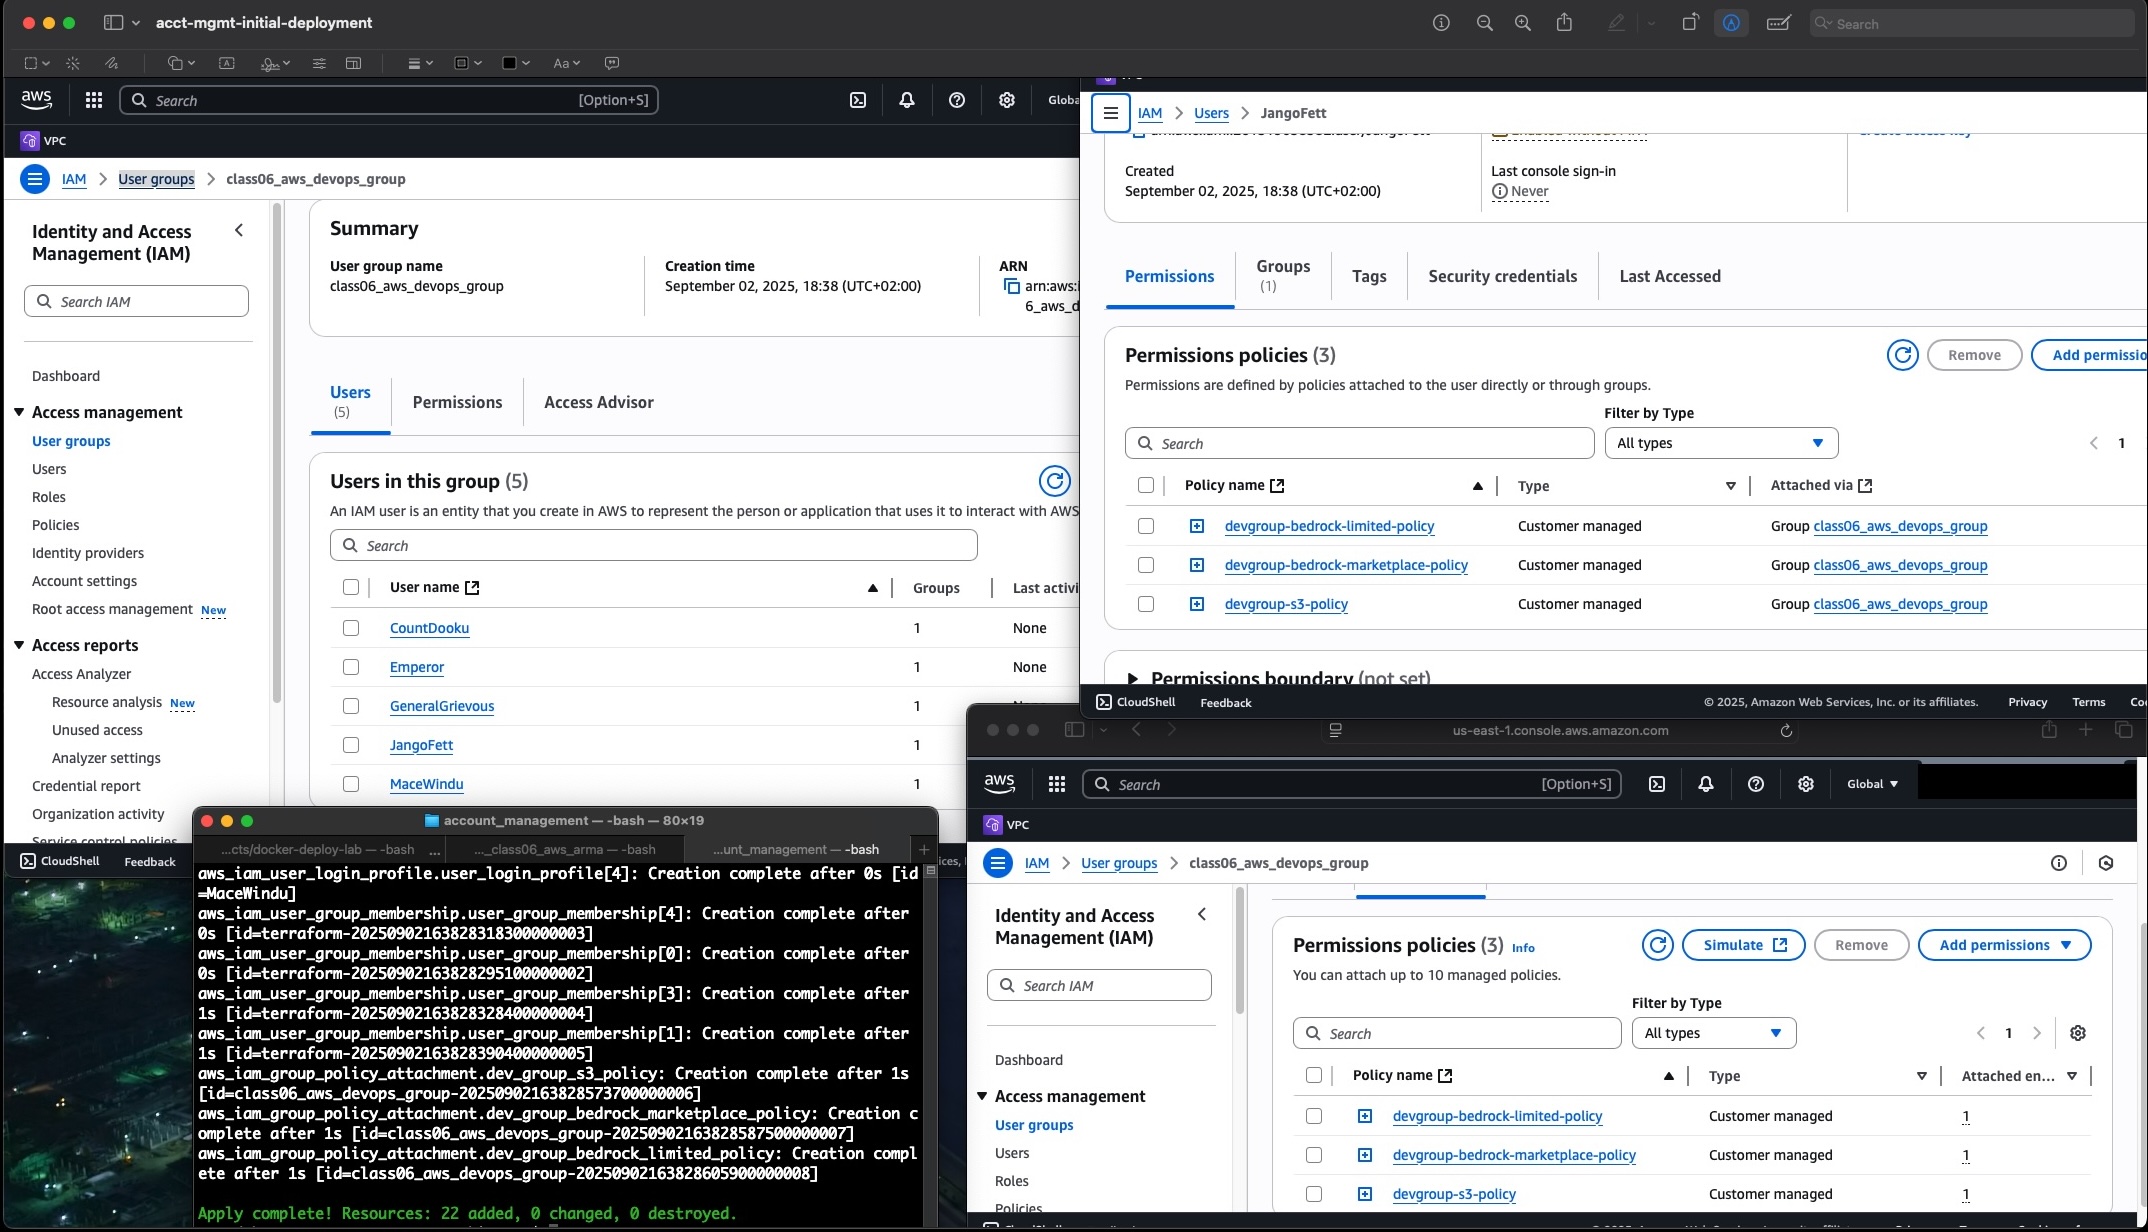 acct-mgmt-initial-deployment
Search
Aa
aws
Search
[Option+S]
VPC
IAM > User groups > class06_aws_devops_group
Identity and Access Management (IAM)
Search IAM
Dashboard
Access management
User groups
Users
Roles
Policies
Identity providers
Account settings
Root access management New
Access reports
Access Analyzer
Resource analysis New
Unused access
Analyzer settings
Credential report
Organization activity
Service control policies
CloudShell Feedback
Summary
User group name
class06_aws_devops_group
Creation time
September 02, 2025, 18:38 (UTC+02:00)
ARN
arn:aws:i
6_aws_d
Users
(5)
Permissions
Access Advisor
Users in this group (5)
An IAM user is an entity that you create in AWS to represent the person or application that uses it to interact with AWS
Search
User name Groups Last activi
CountDooku 1 None
Emperor 1 None
GeneralGrievous 1
JangoFett 1
MaceWindu 1
IAM > Users > JangoFett
Created
September 02, 2025, 18:38 (UTC+02:00)
Last console sign-in
Never
Permissions
Groups
(1)
Tags
Security credentials
Last Accessed
Permissions policies (3)
Remove
Add permissio
Permissions are defined by policies attached to the user directly or through groups.
Filter by Type
Search
All types
1
Policy name Type Attached via
devgroup-bedrock-limited-policy Customer managed Group class06_aws_devops_group
devgroup-bedrock-marketplace-policy Customer managed Group class06_aws_devops_group
devgroup-s3-policy Customer managed Group class06_aws_devops_group
Permissions boundary (not set)
CloudShell Feedback © 2025, Amazon Web Services, Inc. or its affiliates. Privacy Terms
account_management — -bash — 80×19
...cts/docker-deploy-lab — -bash ... ..._class06_aws_arma — -bash ...unt_management — -bash
aws_iam_user_login_profile.user_login_profile[4]: Creation complete after 0s [id
=MaceWindu]
aws_iam_user_group_membership.user_group_membership[4]: Creation complete after
0s [id=terraform-20250902163828318300000003]
aws_iam_user_group_membership.user_group_membership[0]: Creation complete after
0s [id=terraform-20250902163828295100000002]
aws_iam_user_group_membership.user_group_membership[3]: Creation complete after
1s [id=terraform-20250902163828328400000004]
aws_iam_user_group_membership.user_group_membership[1]: Creation complete after
1s [id=terraform-20250902163828390400000005]
aws_iam_group_policy_attachment.dev_group_s3_policy: Creation complete after 1s
[id=class06_aws_devops_group-20250902163828573700000006]
aws_iam_group_policy_attachment.dev_group_bedrock_marketplace_policy: Creation c
omplete after 1s [id=class06_aws_devops_group-20250902163828587500000007]
aws_iam_group_policy_attachment.dev_group_bedrock_limited_policy: Creation compl
ete after 1s [id=class06_aws_devops_group-20250902163828605900000008]
Apply complete! Resources: 22 added, 0 changed, 0 destroyed.
us-east-1.console.aws.amazon.com
aws
Search
[Option+S]
Global
VPC
IAM > User groups > class06_aws_devops_group
Identity and Access Management (IAM)
Search IAM
Dashboard
Access management
User groups
Users
Roles
Policies
Permissions policies (3) Info
Simulate
Remove
Add permissions
You can attach up to 10 managed policies.
Filter by Type
Search
All types
1
Policy name Type Attached en...
devgroup-bedrock-limited-policy Customer managed 1
devgroup-bedrock-marketplace-policy Customer managed 1
devgroup-s3-policy Customer managed 1